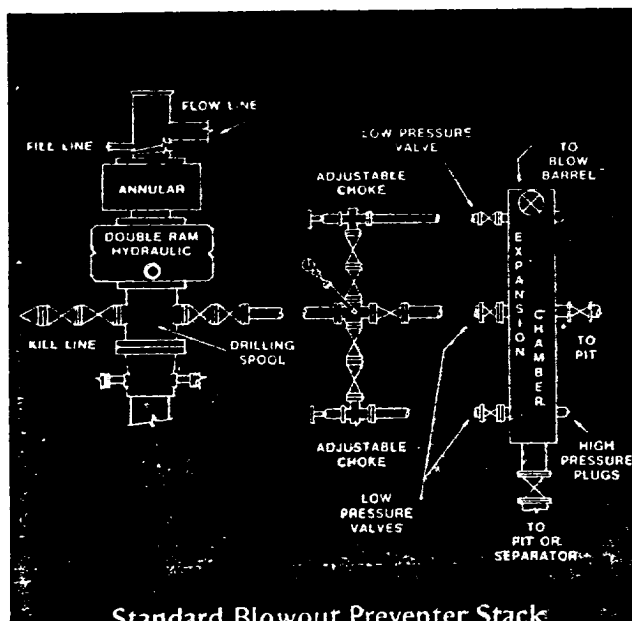 FLOW LINE
FILL LINE
ANNULAR
DOUBLE RAM
HYDRAULIC
KILL LINE
DRILLING
SPOOL
LOW PRESSURE
VALVE
ADJUSTABLE
CHOKE
ADJUSTABLE
CHOKE
LOW
PRESSURE
VALVES
TO
BLOW
BARREL
EXPANSION
CHAMBER
TO
PIT
HIGH
PRESSURE
PLUGS
TO
PIT OR
SEPARATOR
Standard Blowout Preventer Stack